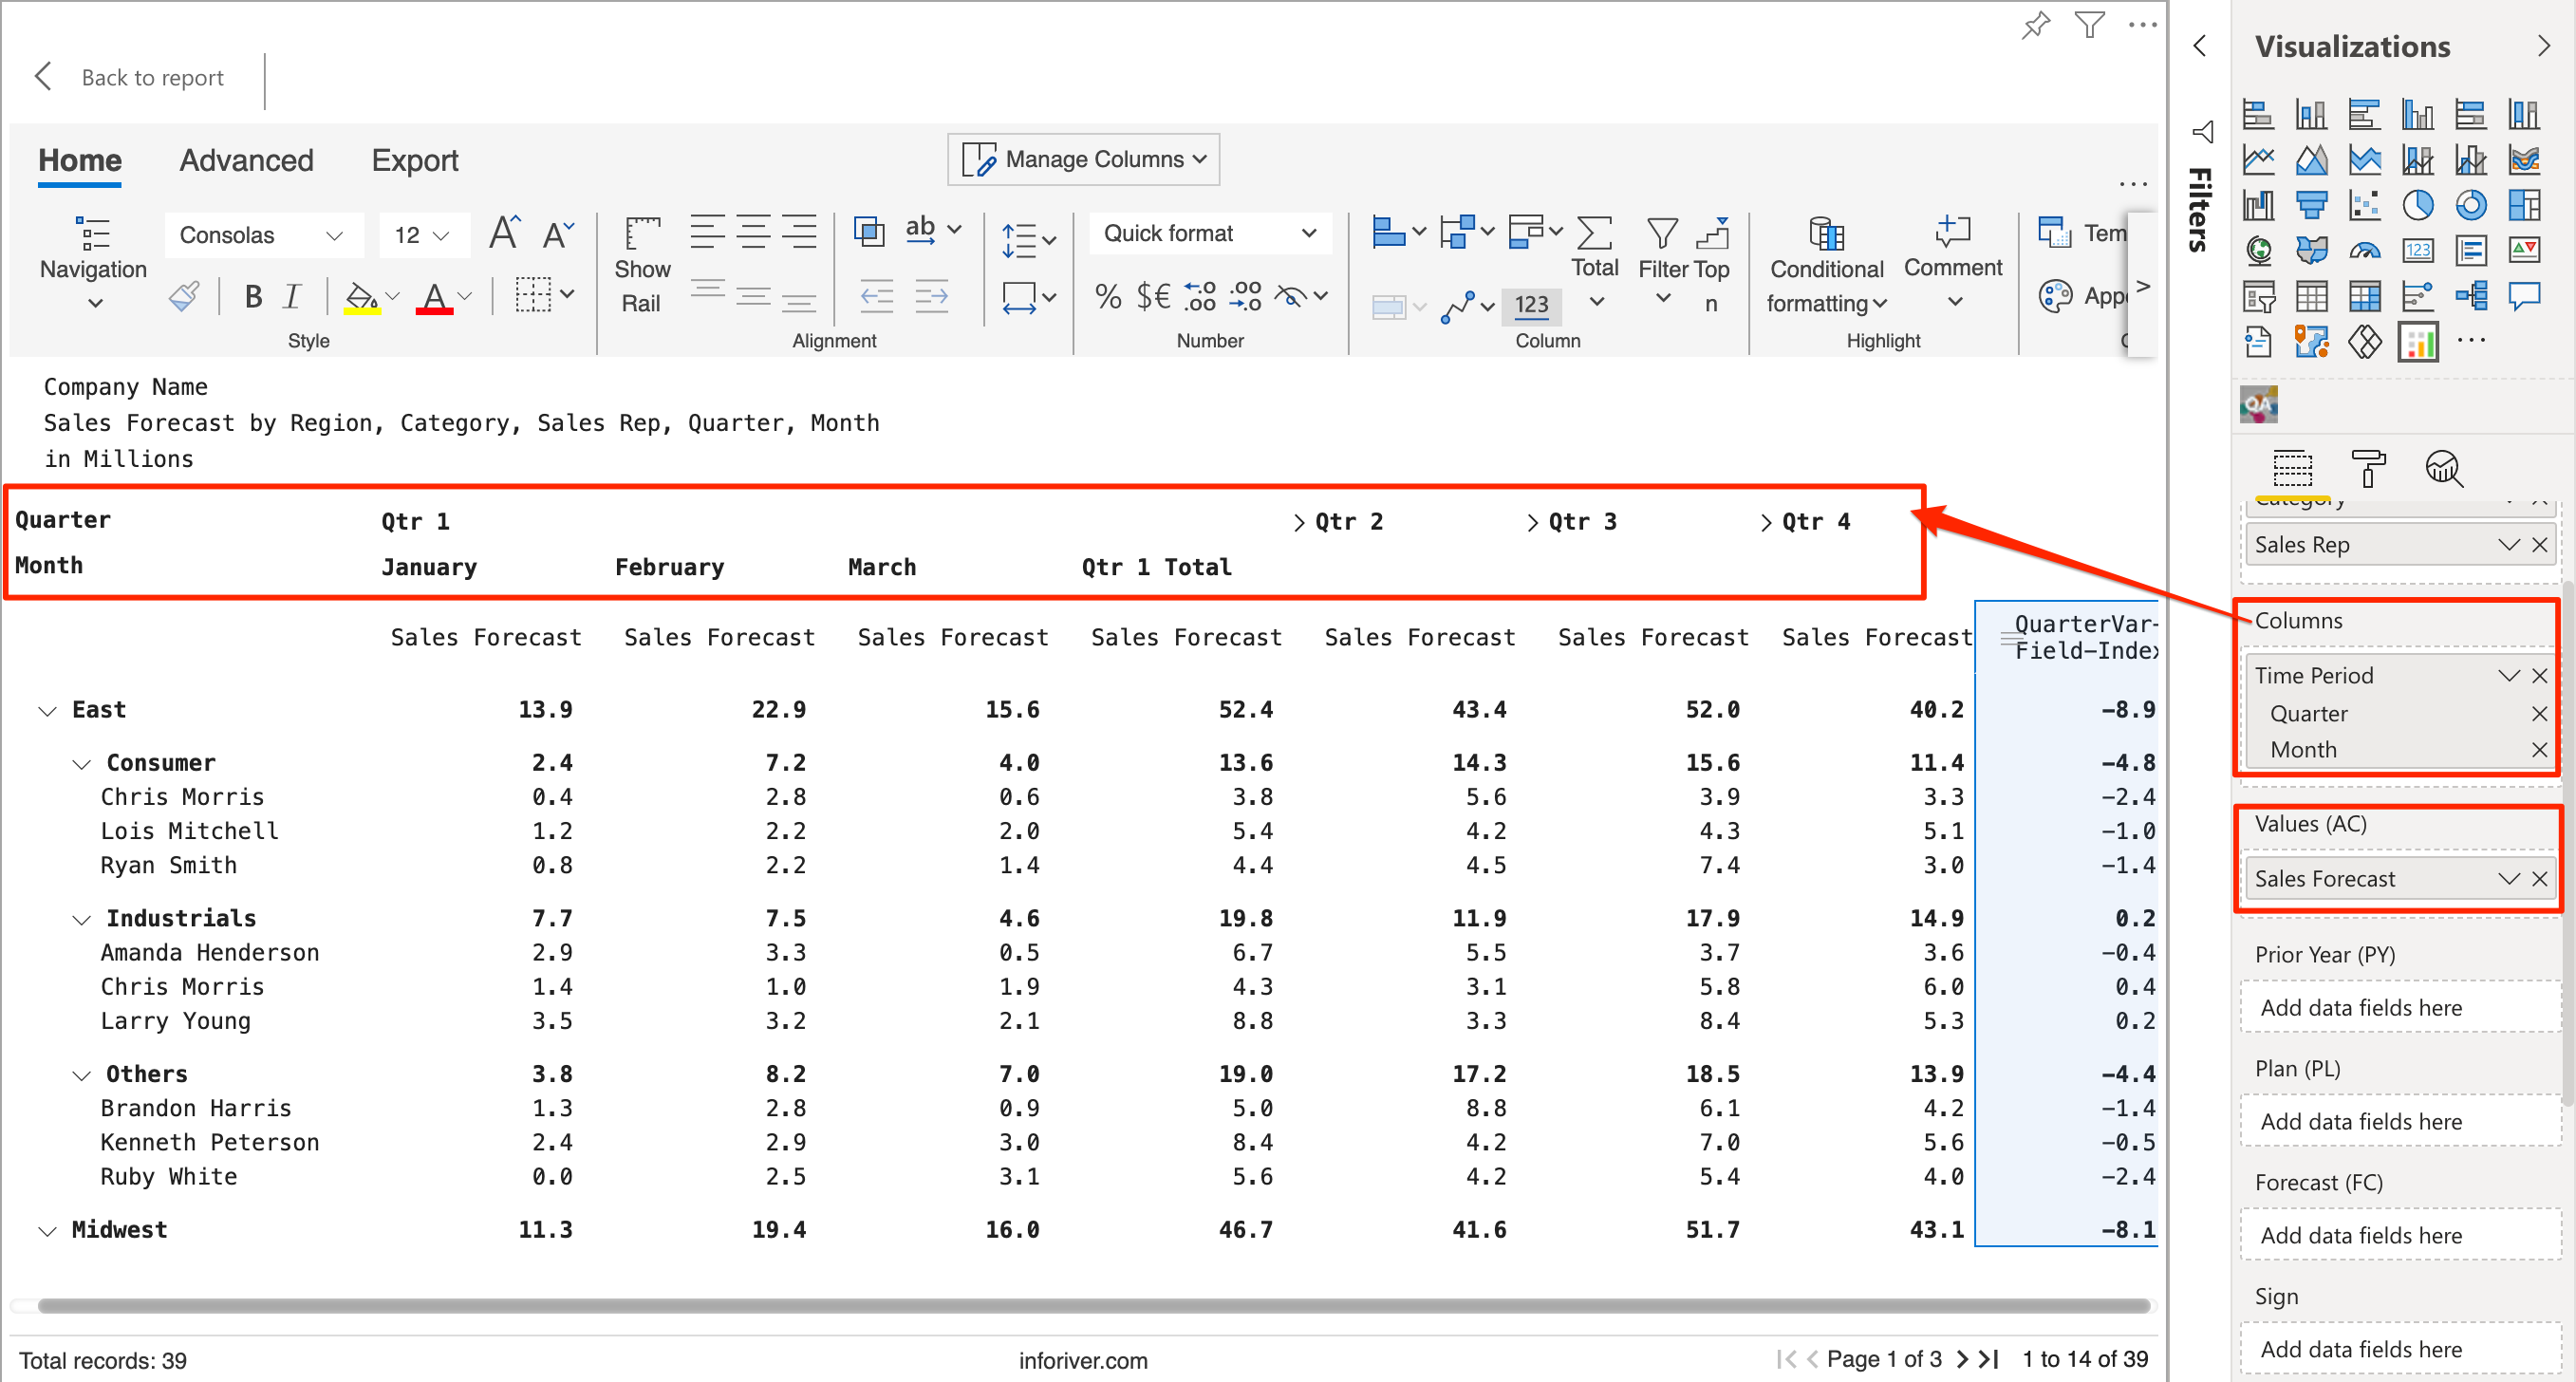 Back to report
Home Advanced Export Manage Columns
Navigation
Consolas 12
B I A
Style
Show Rail
ab
Alignment
Quick format
% $€ .00 .00
Number
123
Total
Filter Top n
Column
Conditional formatting
Comment
Highlight
Company Name
Sales Forecast by Region, Category, Sales Rep, Quarter, Month
in Millions
Quarter Qtr 1 Qtr 2 Qtr 3 Qtr 4
Month January February March Qtr 1 Total
Sales Forecast Sales Forecast Sales Forecast Sales Forecast Sales Forecast Sales Forecast Sales Forecast QuarterVar-
Field-Index
East 13.9 22.9 15.6 52.4 43.4 52.0 40.2 -8.9
Consumer 2.4 7.2 4.0 13.6 14.3 15.6 11.4 -4.8
Chris Morris 0.4 2.8 0.6 3.8 5.6 3.9 3.3 -2.4
Lois Mitchell 1.2 2.2 2.0 5.4 4.2 4.3 5.1 -1.0
Ryan Smith 0.8 2.2 1.4 4.4 4.5 7.4 3.0 -1.4
Industrials 7.7 7.5 4.6 19.8 11.9 17.9 14.9 0.2
Amanda Henderson 2.9 3.3 0.5 6.7 5.5 3.7 3.6 -0.4
Chris Morris 1.4 1.0 1.9 4.3 3.1 5.8 6.0 0.4
Larry Young 3.5 3.2 2.1 8.8 3.3 8.4 5.3 0.2
Others 3.8 8.2 7.0 19.0 17.2 18.5 13.9 -4.4
Brandon Harris 1.3 2.8 0.9 5.0 8.8 6.1 4.2 -1.4
Kenneth Peterson 2.4 2.9 3.0 8.4 4.2 7.0 5.6 -0.5
Ruby White 0.0 2.5 3.1 5.6 4.2 5.4 4.0 -2.4
Midwest 11.3 19.4 16.0 46.7 41.6 51.7 43.1 -8.1
Total records: 39 inforiver.com Page 1 of 3 1 to 14 of 39
Filters
Visualizations
123
QA
Category
Sales Rep
Columns
Time Period
Quarter
Month
Values (AC)
Sales Forecast
Prior Year (PY)
Add data fields here
Plan (PL)
Add data fields here
Forecast (FC)
Add data fields here
Sign
Add data fields here